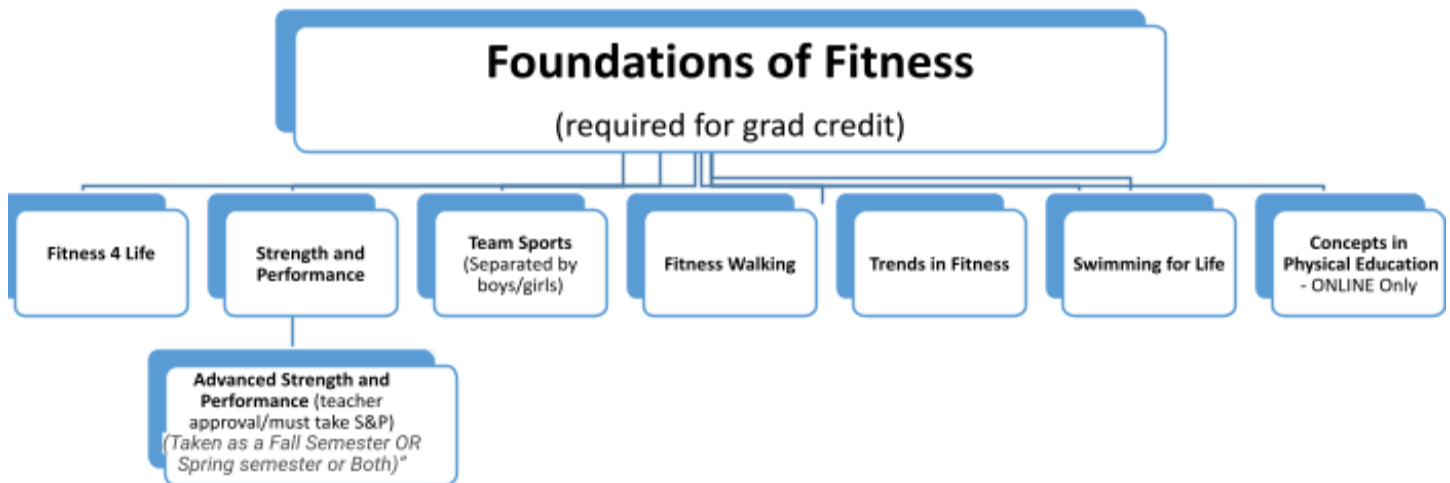 Foundations of Fitness
(required for grad credit)
Fitness 4 Life
Strength and
Performance
Team Sports
(Separated by
boys/girls)
Fitness Walking
Trends in Fitness
Swimming for Life
Concepts in
Physical Education
- ONLINE Only
Advanced Strength and
Performance (teacher
approval/must take S&P)
(Taken as a Fall Semester OR
Spring semester or Both)"